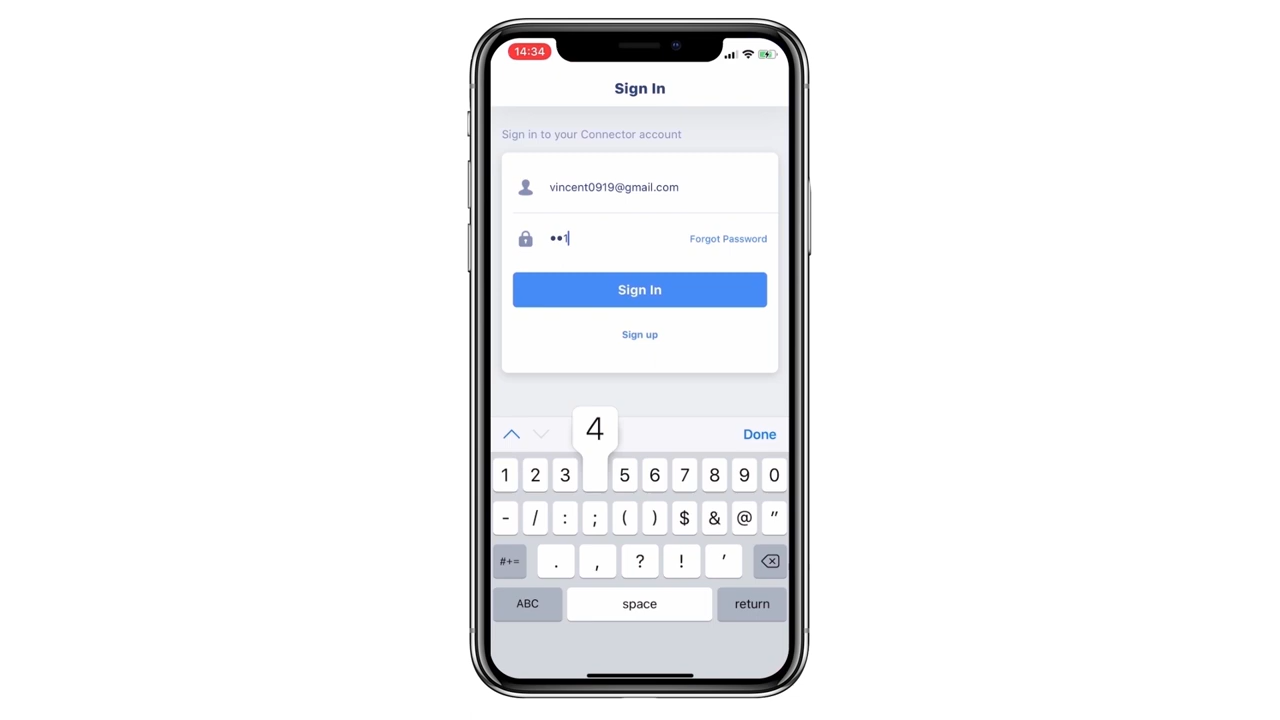 14:34
Sign In
Sign in to your Connector account
vincent0919@gmail.com
••1
Forgot Password
Sign In
Sign up
4
Done
1 2 3 5 6 7 8 9 0
- / : ; ( ) $ & @ "
#+= . , ? ! ’
ABC space return